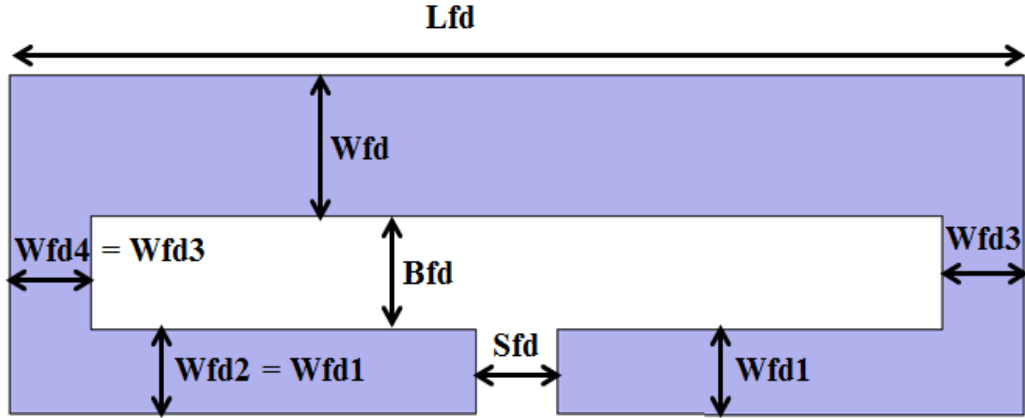 Lfd
Wfd
Wfd4 = Wfd3
Wfd3
Bfd
Sfd
Wfd2 = Wfd1
Wfd1